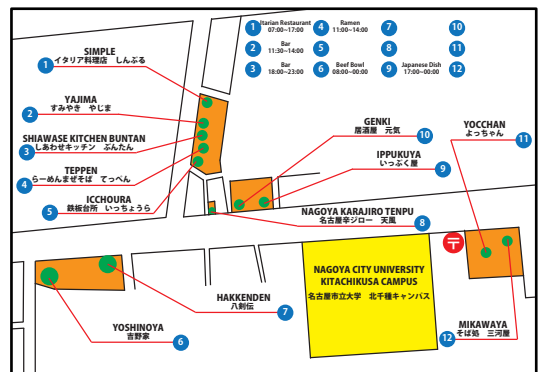 1 Itarian Restaurant
07:00~17:00
4 Ramen
11:00~14:00
7
10
2 Bar
11:30~14:00
5
8
11
3 Bar
18:00~23:00
6 Beef Bowl
08:00~00:00
9 Japanese Dish
17:00~00:00
12
SIMPLE
1 イタリア料理店 しんぷる
YAJIMA
2 すみやき やじま
SHIAWASE KITCHEN BUNTAN
3 しあわせキッチン ぶんたん
TEPPEN
4 らーめんまぜそば てっぺん
ICCHOURA
5 鉄板台所 いっちょうら
GENKI
居酒屋 元気
10
YOCCHAN
よっちゃん
11
IPPUKUYA
いっぷく屋
9
NAGOYA KARAJIRO TENPU
名古屋辛ジロー 天風
8
〒
NAGOYA CITY UNIVERSITY
KITACHIKUSA CAMPUS
名古屋市立大学 北千種キャンパス
HAKKENDEN
八剣伝
7
YOSHINOYA
吉野家
6
MIKAWAYA
12 そば処 三河屋